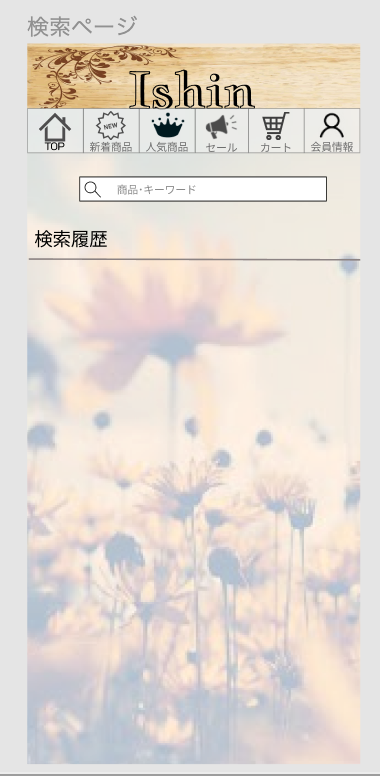 検索ページ
Ishin
TOP
NEW
新着商品
人気商品
セール
カート
会員情報
商品･キーワード
検索履歴